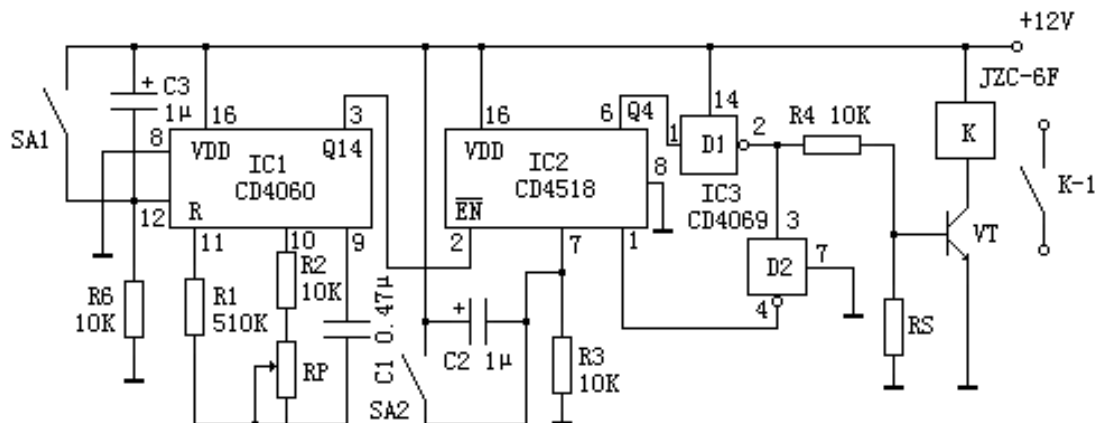 +12V
JZC-6F
+
C3
1μ
SA1
16
3
16
6
Q4
14
1
2
R4 10K
K
K-1
8
VDD
Q14
IC1
CD4060
VDD
IC2
CD4518
8
D1
IC3
CD4069
VT
12
R
EN
3
11
10
9
2
7
1
D2
7
4
R6
10K
R1
510K
R2
10K
RP
C1 0.47μ
+
C2
1μ
SA2
R3
10K
RS